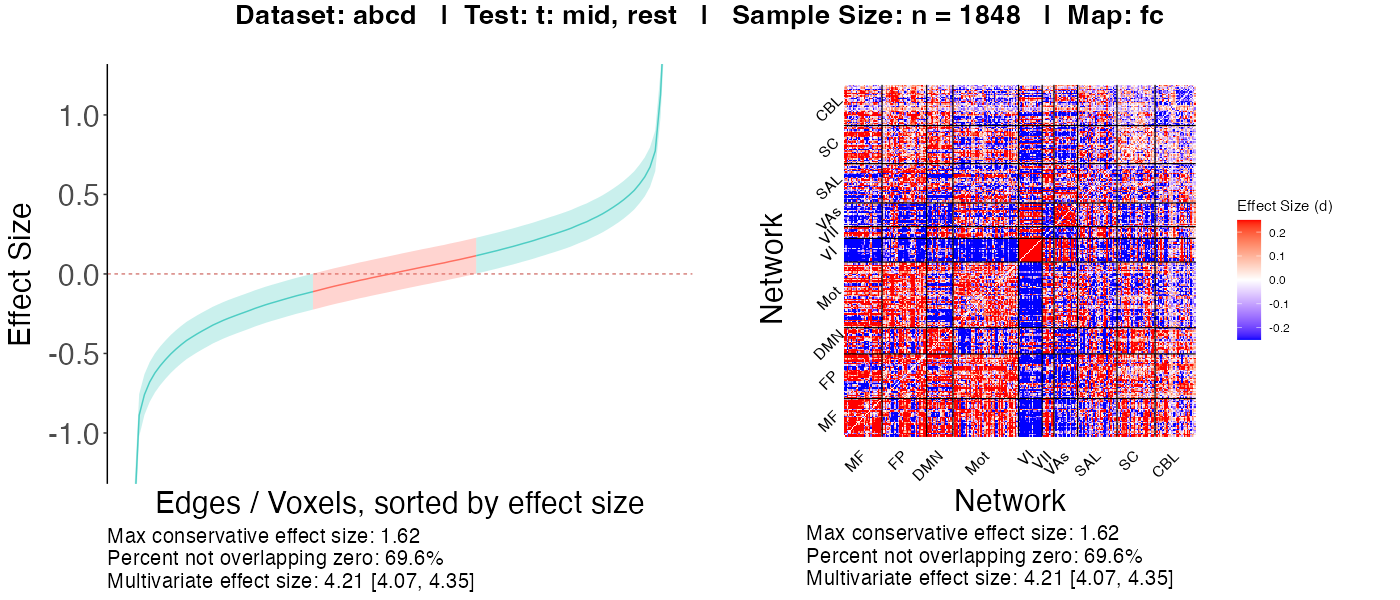 Dataset: abcd | Test: t: mid, rest | Sample Size: n = 1848 | Map: fc
Effect Size
1.0
0.5
0.0
-0.5
-1.0
Edges / Voxels, sorted by effect size
Max conservative effect size: 1.62
Percent not overlapping zero: 69.6%
Multivariate effect size: 4.21 [4.07, 4.35]
Network
CBL
SC
SAL
VAs
VII
VI
Mot
DMN
FP
MF
MF
FP
DMN
Mot
VI
VII
VAs
SAL
SC
CBL
Network
Effect Size (d)
0.2
0.1
0.0
-0.1
-0.2
Max conservative effect size: 1.62
Percent not overlapping zero: 69.6%
Multivariate effect size: 4.21 [4.07, 4.35]